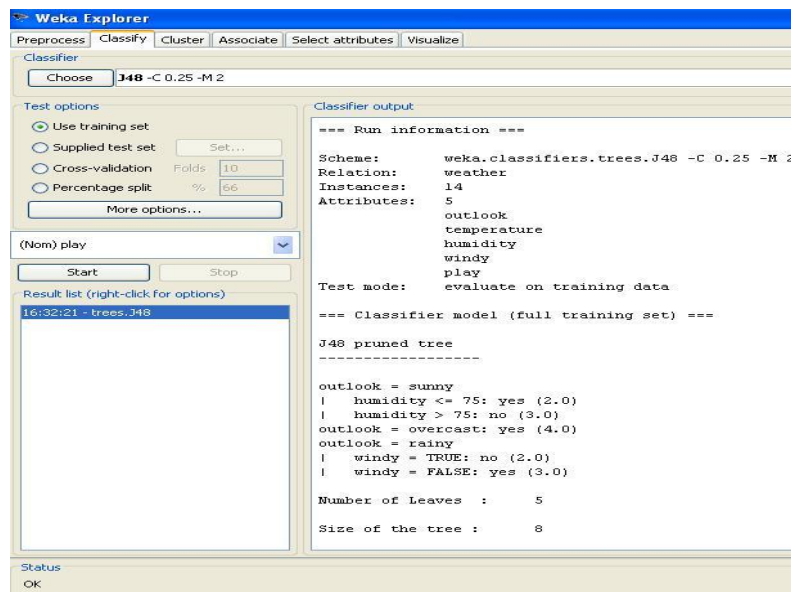 Weka Explorer
Preprocess Classify Cluster Associate Select attributes Visualize
Classifier
Choose J48 -C 0.25 -M 2
Test options
Use training set
Supplied test set Set...
Cross-validation Folds 10
Percentage split % 66
More options...
(Nom) play
Start Stop
Result list (right-click for options)
16:32:21 - trees.J48
Classifier output
=== Run information ===
Scheme: weka.classifiers.trees.J48 -C 0.25 -M 2
Relation: weather
Instances: 14
Attributes: 5
outlook
temperature
humidity
windy
play
Test mode: evaluate on training data
=== Classifier model (full training set) ===
J48 pruned tree
------------------
outlook = sunny
|   humidity <= 75: yes (2.0)
|   humidity > 75: no (3.0)
outlook = overcast: yes (4.0)
outlook = rainy
|   windy = TRUE: no (2.0)
|   windy = FALSE: yes (3.0)
Number of Leaves : 5
Size of the tree : 8
Status
OK